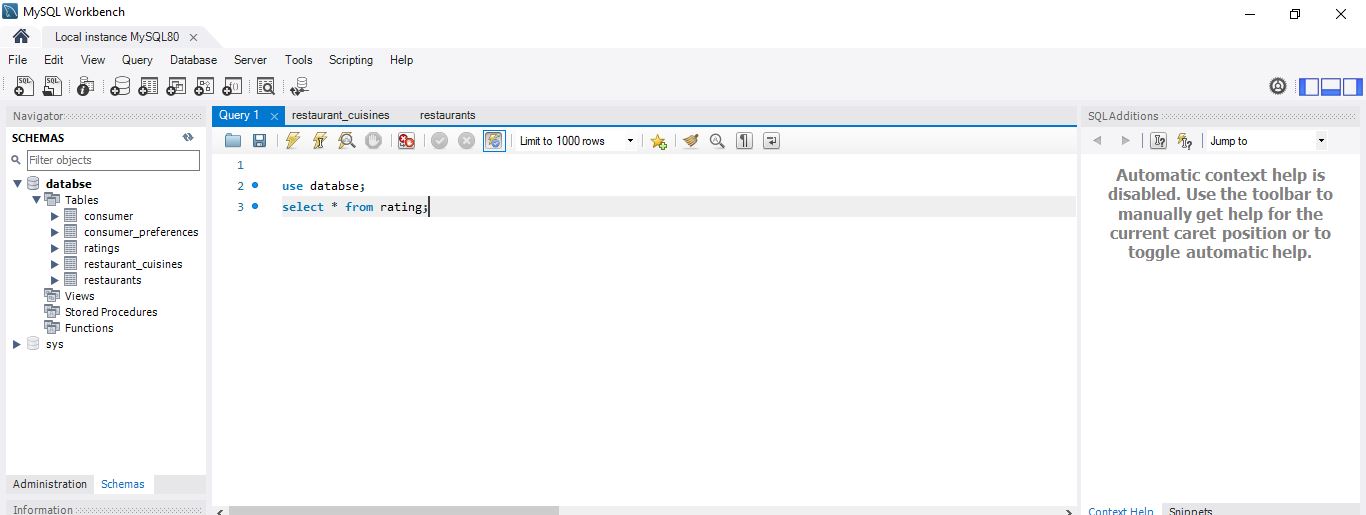 MySQL Workbench
Local instance MySQL80
File Edit View Query Database Server Tools Scripting Help
Navigator
SCHEMAS
Filter objects
databse
Tables
consumer
consumer_preferences
ratings
restaurant_cuisines
restaurants
Views
Stored Procedures
Functions
sys
Administration Schemas
Information
Query 1 restaurant_cuisines restaurants
Limit to 1000 rows
1
2 use databse;
3 select * from rating;
SQLAdditions
Jump to
Automatic context help is
disabled. Use the toolbar to
manually get help for the
current caret position or to
toggle automatic help.
Context Help Snippets